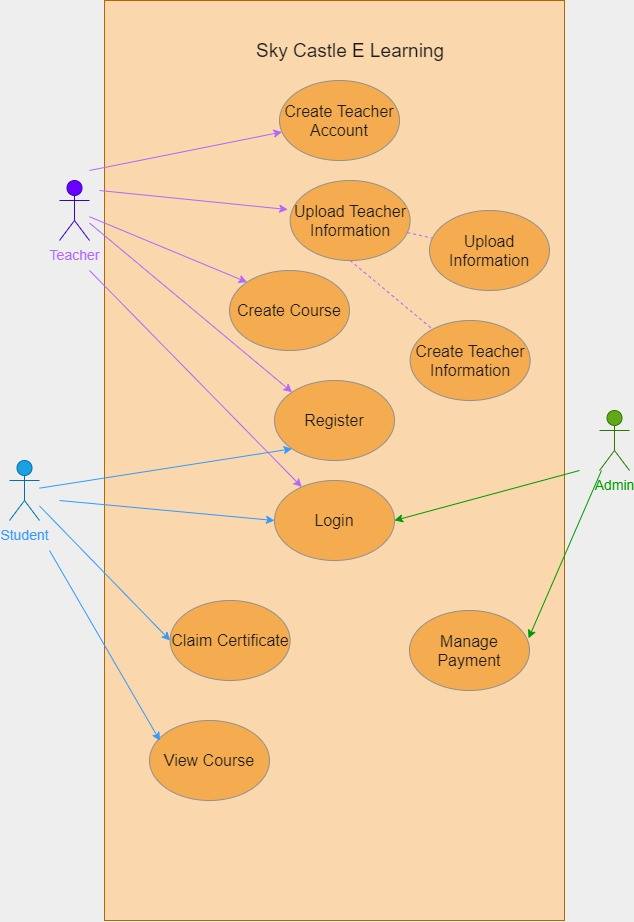 Sky Castle E Learning
Create Teacher
Account
Teacher
Upload Teacher
Information
Upload
Information
Create Course
Create Teacher
Information
Register
Admin
Student
Login
Claim Certificate
Manage
Payment
View Course